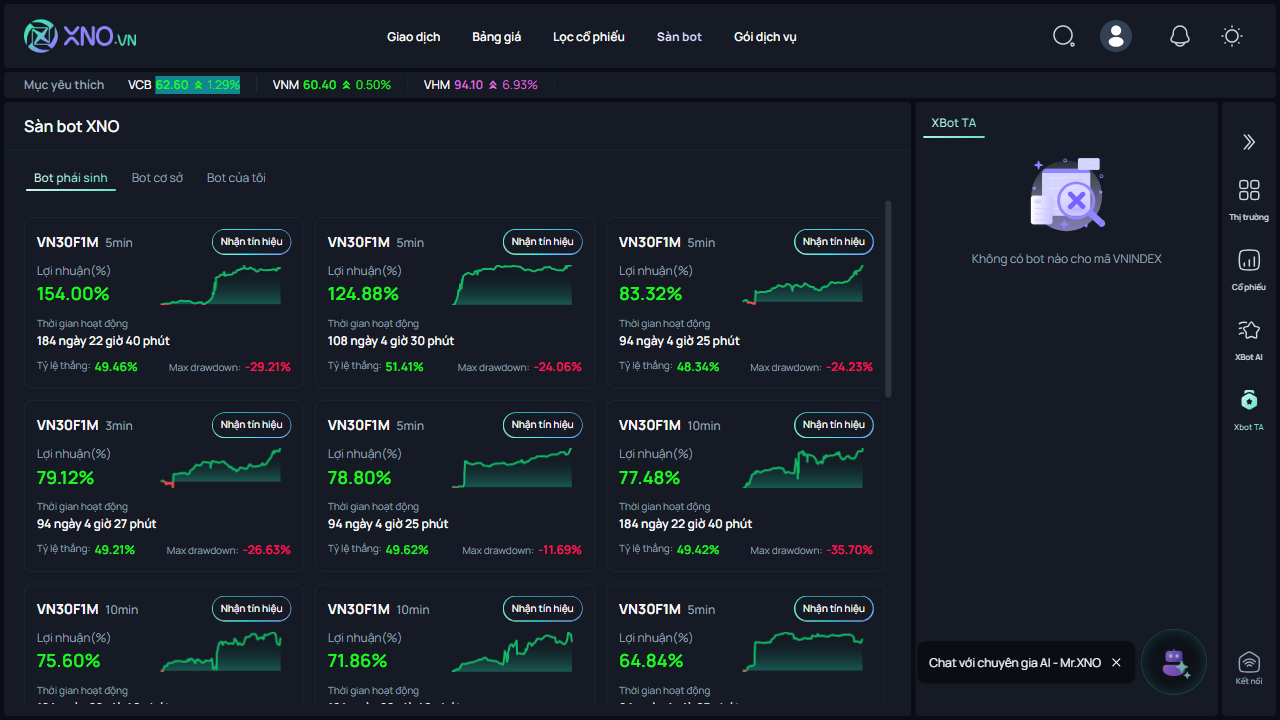 XNO.VN
Giao dịch Bảng giá Lọc cổ phiếu Sàn bot Gói dịch vụ
Mục yêu thích VCB 62.60 1.29% VNM 60.40 0.50% VHM 94.10 6.93%
Sàn bot XNO
XBot TA
Bot phái sinh Bot cơ sở Bot của tôi
VN30F1M 5min Nhận tín hiệu
Lợi nhuận(%)
154.00%
Thời gian hoạt động
184 ngày 22 giờ 40 phút
Tỷ lệ thắng: 49.46% Max drawdown: -29.21%
VN30F1M 5min Nhận tín hiệu
Lợi nhuận(%)
124.88%
Thời gian hoạt động
108 ngày 4 giờ 30 phút
Tỷ lệ thắng: 51.41% Max drawdown: -24.06%
VN30F1M 5min Nhận tín hiệu
Lợi nhuận(%)
83.32%
Thời gian hoạt động
94 ngày 4 giờ 25 phút
Tỷ lệ thắng: 48.34% Max drawdown: -24.23%
VN30F1M 3min Nhận tín hiệu
Lợi nhuận(%)
79.12%
Thời gian hoạt động
94 ngày 4 giờ 27 phút
Tỷ lệ thắng: 49.21% Max drawdown: -26.63%
VN30F1M 5min Nhận tín hiệu
Lợi nhuận(%)
78.80%
Thời gian hoạt động
94 ngày 4 giờ 25 phút
Tỷ lệ thắng: 49.62% Max drawdown: -11.69%
VN30F1M 10min Nhận tín hiệu
Lợi nhuận(%)
77.48%
Thời gian hoạt động
184 ngày 22 giờ 40 phút
Tỷ lệ thắng: 49.42% Max drawdown: -35.70%
VN30F1M 10min Nhận tín hiệu
Lợi nhuận(%)
75.60%
Thời gian hoạt động
VN30F1M 10min Nhận tín hiệu
Lợi nhuận(%)
71.86%
Thời gian hoạt động
VN30F1M 5min Nhận tín hiệu
Lợi nhuận(%)
64.84%
Thời gian hoạt động
Không có bot nào cho mã VNINDEX
Chat với chuyên gia AI - Mr.XNO
Thị trường
Cổ phiếu
XBot AI
Xbot TA
Kết nối